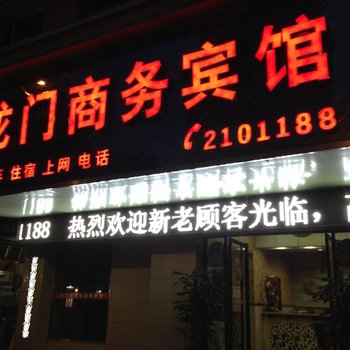 龙门商务宾馆
住宿 上网 电话 2101188
1188 热烈欢迎新老顾客光临，